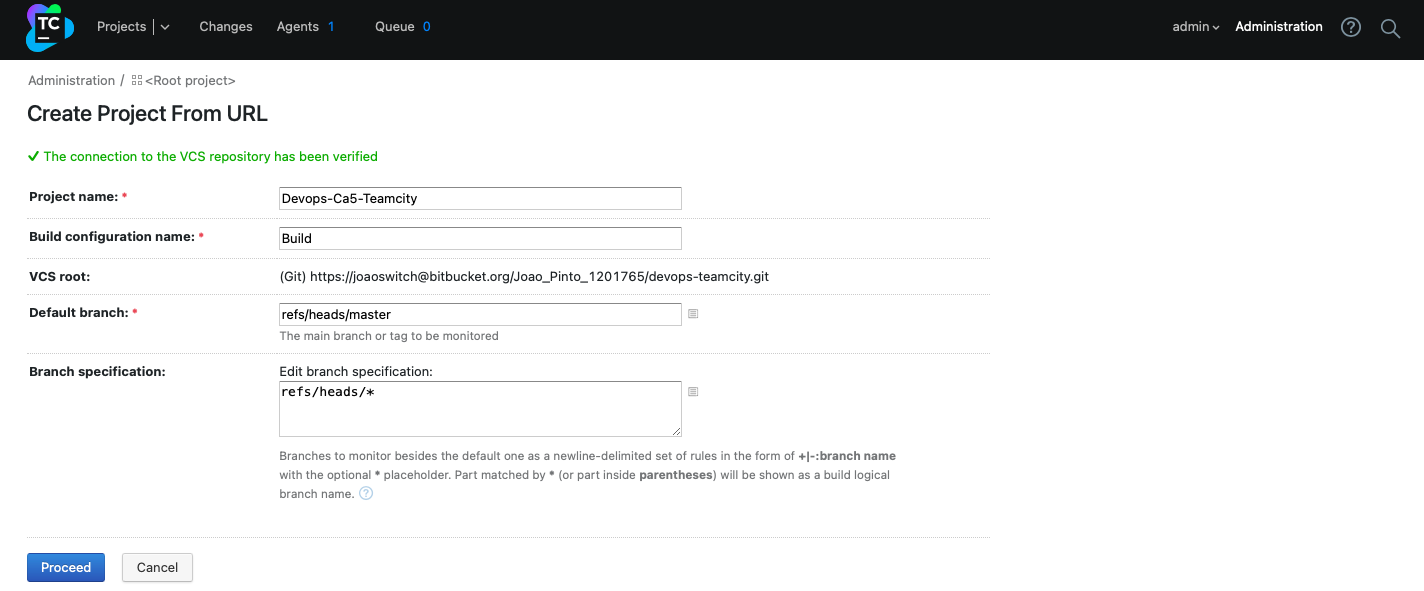 TC Projects Changes Agents 1 Queue 0 admin Administration
Administration / <Root project>
Create Project From URL
The connection to the VCS repository has been verified
Project name: * Devops-Ca5-Teamcity
Build configuration name: * Build
VCS root: (Git) https://joaoswitch@bitbucket.org/Joao_Pinto_1201765/devops-teamcity.git
Default branch: * refs/heads/master
The main branch or tag to be monitored
Branch specification: Edit branch specification:
refs/heads/*
Branches to monitor besides the default one as a newline-delimited set of rules in the form of +|-:branch name
with the optional * placeholder. Part matched by * (or part inside parentheses) will be shown as a build logical
branch name. ?
Proceed Cancel